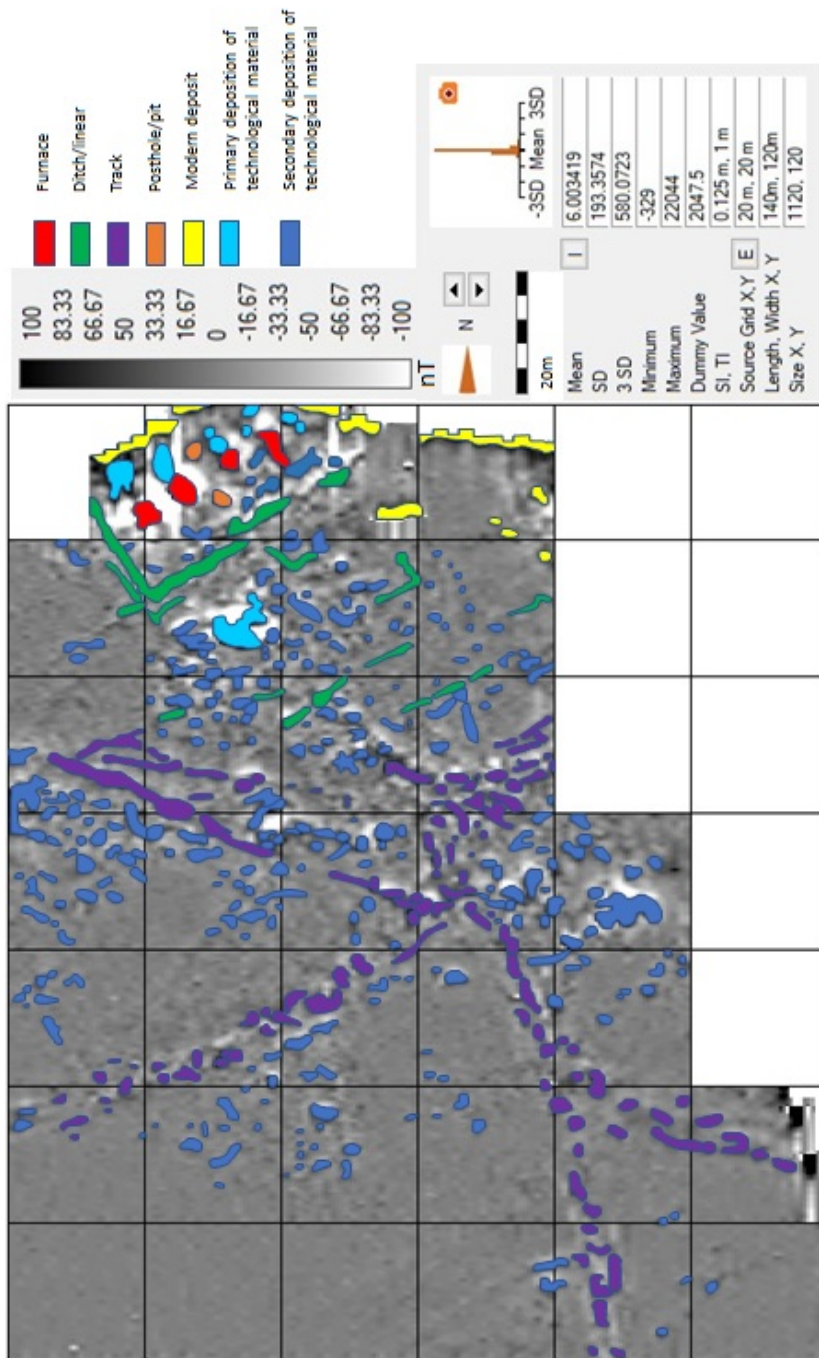 Furnace
Ditch/linear
Track
Posthole/pit
Modern deposit
Primary deposition of
technological material
Secondary deposition of
technological material
100
83.33
66.67
50
33.33
16.67
0
-16.67
-33.33
-50
-66.67
-83.33
-100
nT
N
20m
-3SD Mean 3SD
Mean 6.003419
SD 193.3574
3 SD 580.0723
Minimum -329
Maximum 22044
Dummy Value 2047.5
SI, TI 0.125 m, 1 m
Source Grid X,Y 20 m, 20 m
Length, Width X, Y 140m, 120m
Size X, Y 1120, 120
I
E